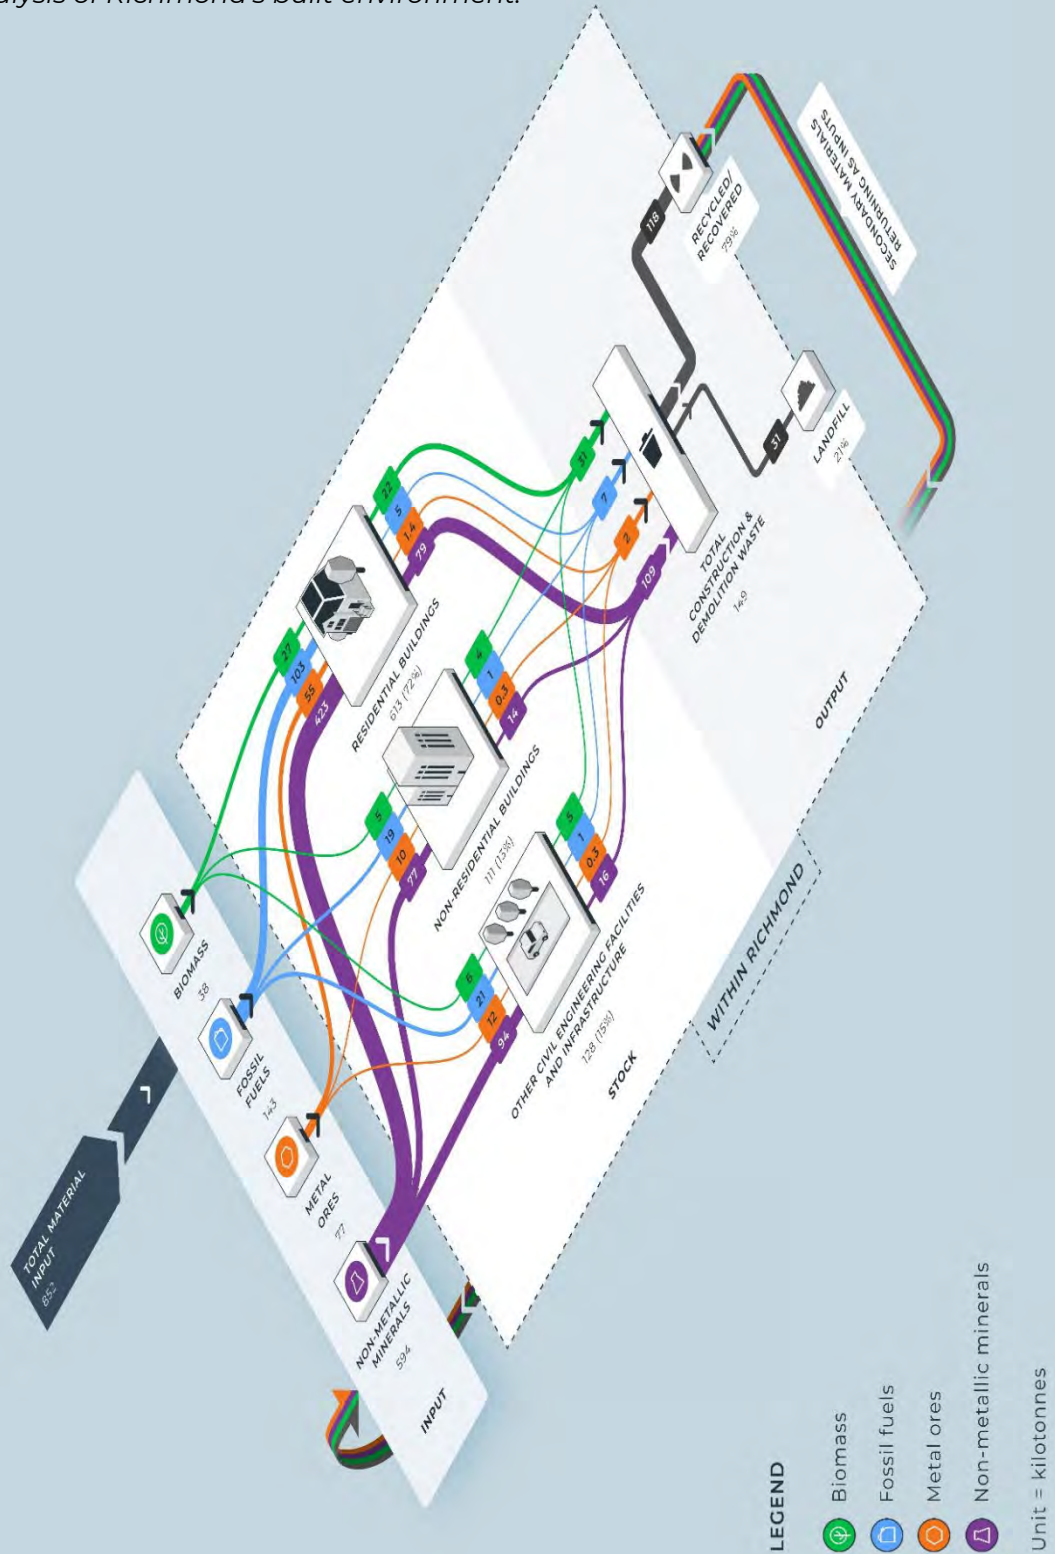 alysis of Richmond's built environment.
TOTAL MATERIAL
INPUT
852
BIOMASS
38
FOSSIL
FUELS
143
METAL
ORES
77
NON-METALLIC
MINERALS
594
INPUT
27
103
55
423
5
19
10
77
6
21
12
94
RESIDENTIAL BUILDINGS
613 (72%)
NON-RESIDENTIAL BUILDINGS
111 (13%)
OTHER CIVIL ENGINEERING FACILITIES
AND INFRASTRUCTURE
128 (15%)
STOCK
22
5
1.4
79
4
1
0.3
14
5
1
0.3
16
31
7
2
109
TOTAL
CONSTRUCTION &
DEMOLITION WASTE
149
OUTPUT
WITHIN RICHMOND
118
RECYCLED/
RECOVERED
79%
31
LANDFILL
21%
SECONDARY MATERIALS
RETURNING AS INPUTS
LEGEND
Biomass
Fossil fuels
Metal ores
Non-metallic minerals
Unit = kilotonnes